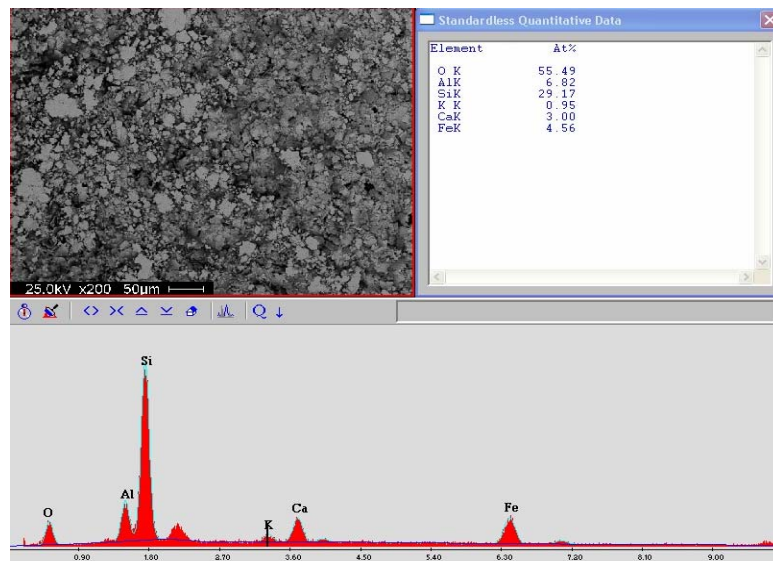 Standardless Quantitative Data
Element At%
O K 55.49
AlK 6.82
SiK 29.17
K K 0.95
CaK 3.00
FeK 4.56
25.0kV x200 50µm
Q
Si
Al
O
K
Ca
Fe
0.90 1.80 2.70 3.60 4.50 5.40 6.30 7.20 8.10 9.00